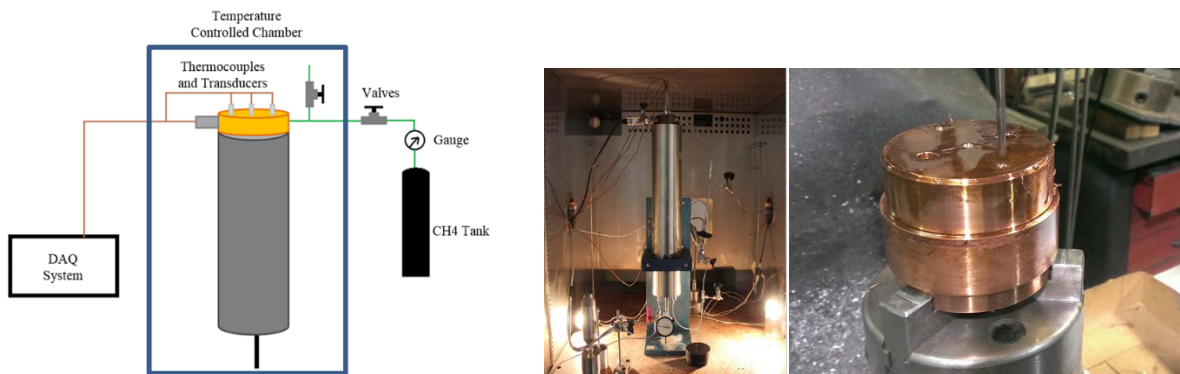 Temperature
Controlled Chamber
Thermocouples
and Transducers
Valves
Gauge
CH4 Tank
DAQ
System